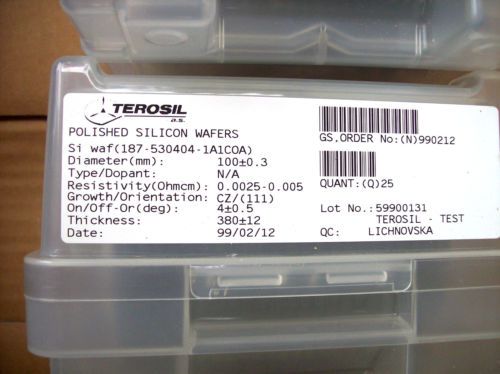 TEROSIL
a.s.
POLISHED SILICON WAFERS
Si waf(187-530404-1A1COA)
Diameter(mm): 100±0.3
Type/Dopant: N/A
Resistivity(Ohmcm): 0.0025-0.005
Growth/Orientation: CZ/(111)
On/Off-Or(deg): 4±0.5
Thickness: 380±12
Date: 99/02/12
GS,ORDER No:(N)990212
QUANT:(Q)25
Lot No.:59900131
TEROSIL - TEST
QC: LICHNOVSKA